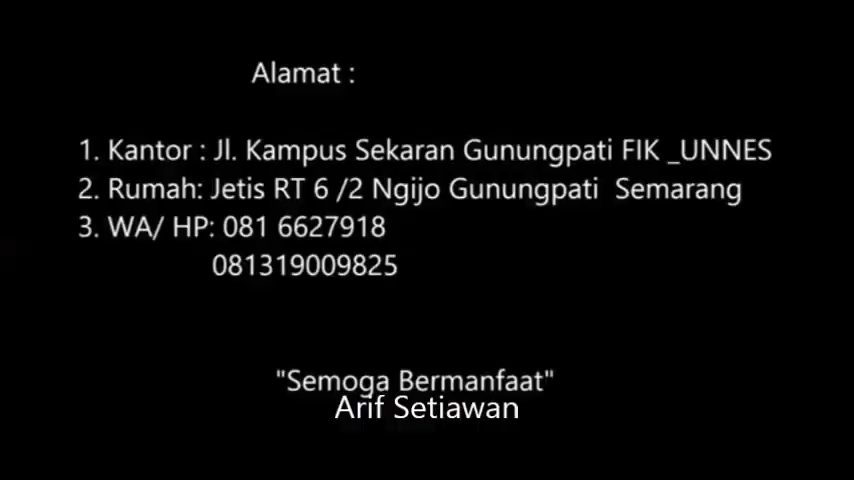 Alamat :
1. Kantor : Jl. Kampus Sekaran Gunungpati FIK _UNNES
2. Rumah: Jetis RT 6 /2 Ngijo Gunungpati Semarang
3. WA/ HP: 081 6627918
081319009825
"Semoga Bermanfaat"
Arif Setiawan